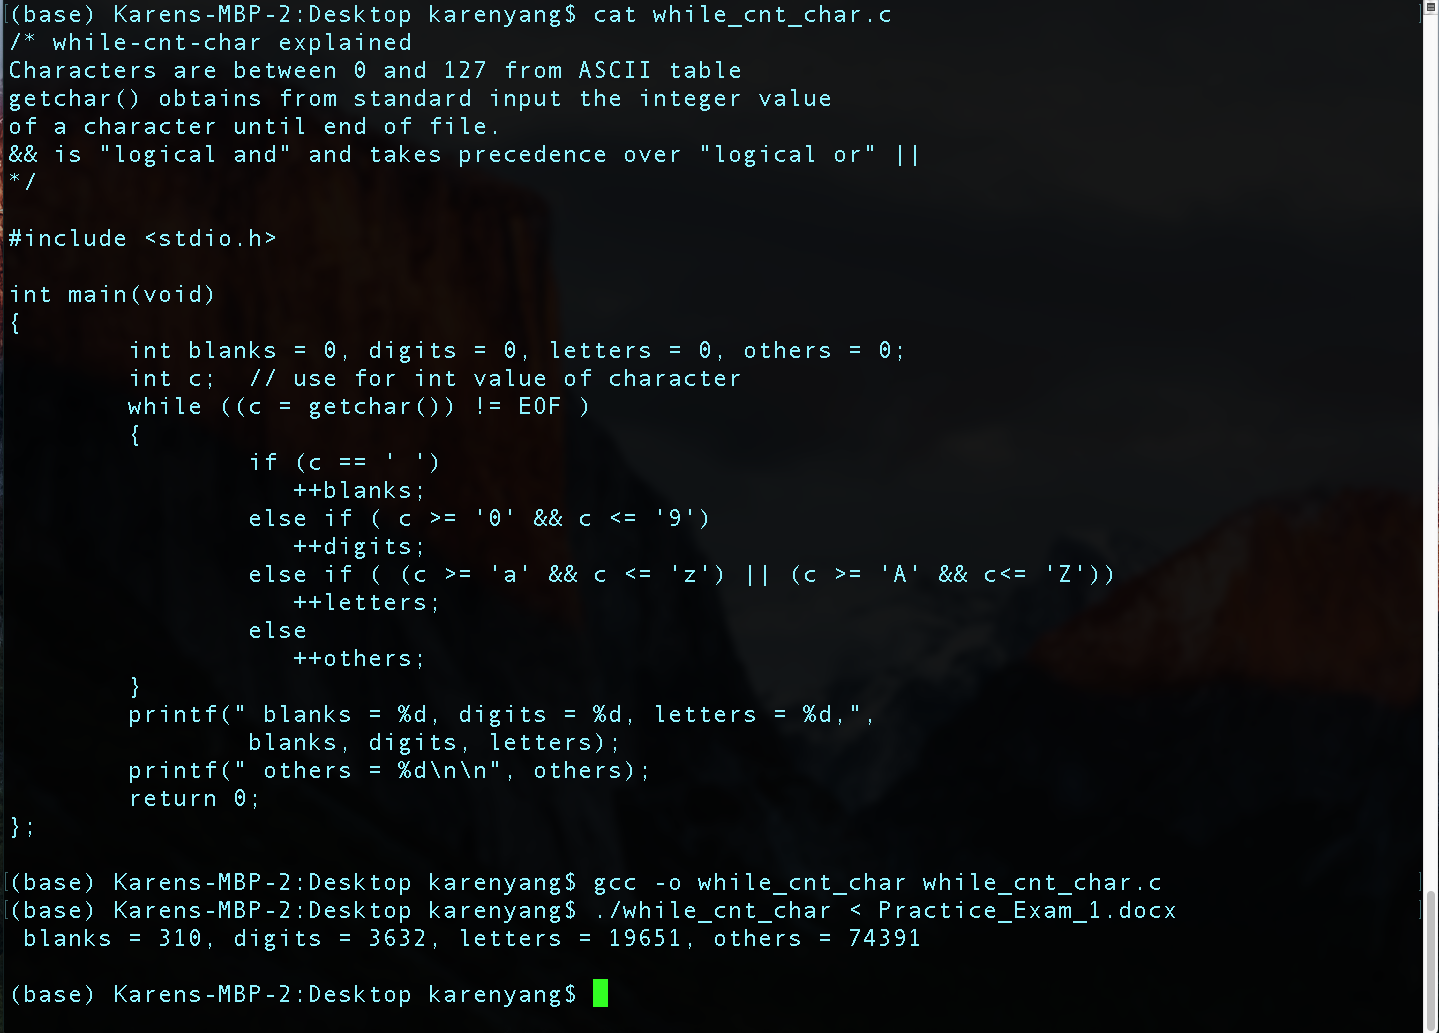 (base) Karens-MBP-2:Desktop karenyang$ cat while_cnt_char.c
/* while-cnt-char explained
Characters are between 0 and 127 from ASCII table
getchar() obtains from standard input the integer value
of a character until end of file.
&& is "logical and" and takes precedence over "logical or" ||
*/

#include <stdio.h>

int main(void)
{
        int blanks = 0, digits = 0, letters = 0, others = 0;
        int c;  // use for int value of character
        while ((c = getchar()) != EOF )
        {
                if (c == ' ')
                   ++blanks;
                else if ( c >= '0' && c <= '9')
                   ++digits;
                else if ( (c >= 'a' && c <= 'z') || (c >= 'A' && c<= 'Z'))
                   ++letters;
                else
                   ++others;
        }
        printf(" blanks = %d, digits = %d, letters = %d,",
                blanks, digits, letters);
        printf(" others = %d\n\n", others);
        return 0;
};

(base) Karens-MBP-2:Desktop karenyang$ gcc -o while_cnt_char while_cnt_char.c
(base) Karens-MBP-2:Desktop karenyang$ ./while_cnt_char < Practice_Exam_1.docx
 blanks = 310, digits = 3632, letters = 19651, others = 74391

(base) Karens-MBP-2:Desktop karenyang$